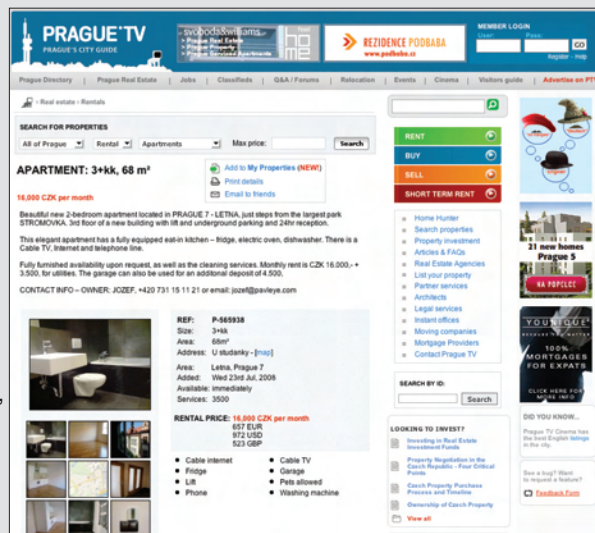 PRAGUE TV
PRAGUE'S CITY GUIDE
svoboda&williams
Prague Real Estate
Prague Property
Prague Serviced Apartments
home
REZIDENCE PODBABA
www.podbaba.cz
MEMBER LOGIN
User: Pass:
GO
Register - Help
Prague Directory | Prague Real Estate | Jobs | Classifieds | Q&A / Forums | Relocation | Events | Cinema | Visitors guide | Advertise on PTV
Real estate - Rentals
SEARCH FOR PROPERTIES
All of Prague Rental Apartments Max price: Search
APARTMENT: 3+kk, 68 m²
Add to My Properties (NEW!)
Print details
Email to friends
16,000 CZK per month
Beautiful new 2-bedroom apartment located in PRAGUE 7 - LETNA, just steps from the largest park
STROMOVKA. 3rd floor of a new building with lift and underground parking and 24hr reception.
This elegant apartment has a fully equipped eat-in kitchen – fridge, electric oven, dishwasher. There is a
Cable TV, Internet and telephone line.
Fully furnished availability upon request, as well as the cleaning services. Monthly rent is CZK 16.000,- +
3.500, for utilities. The garage can also be used for an additonal deposit of 4.500,
CONTACT INFO – OWNER: JOZEF, +420 731 15 11 21 or email: jozef@pavleye.com
REF: P-565938
Size: 3+kk
Area: 68m²
Address: U studanky - [map]
Area: Letna, Prague 7
Added: Wed 23rd Jul, 2008
Available: immediately
Services: 3500
RENTAL PRICE: 16,000 CZK per month
657 EUR
972 USD
523 GBP
Cable internet
Fridge
Lift
Phone
Cable TV
Garage
Pets allowed
Washing machine
RENT
BUY
SELL
SHORT TERM RENT
Home Hunter
Search properties
Property investment
Articles & FAQs
Real Estate Agencies
List your property
Partner services
Architects
Legal services
Instant offices
Moving companies
Mortgage Providers
Contact Prague TV
SEARCH BY ID:
Search
LOOKING TO INVEST?
Investing in Real Estate
Investment Funds
Property Negotiation in the
Czech Republic - Four Critical
Points
Czech Property Purchase
Process and Timeline
Ownership of Czech Property
View all
21 new homes
Prague 5
NA POPELCE
YOUNIQUE
100%
MORTGAGES
FOR EXPATS
CLICK HERE FOR
MORE INFO
DID YOU KNOW...
Prague TV Cinema has
the best English listings
in the city.
See a bug? Want
to request a feature?
Feedback Form